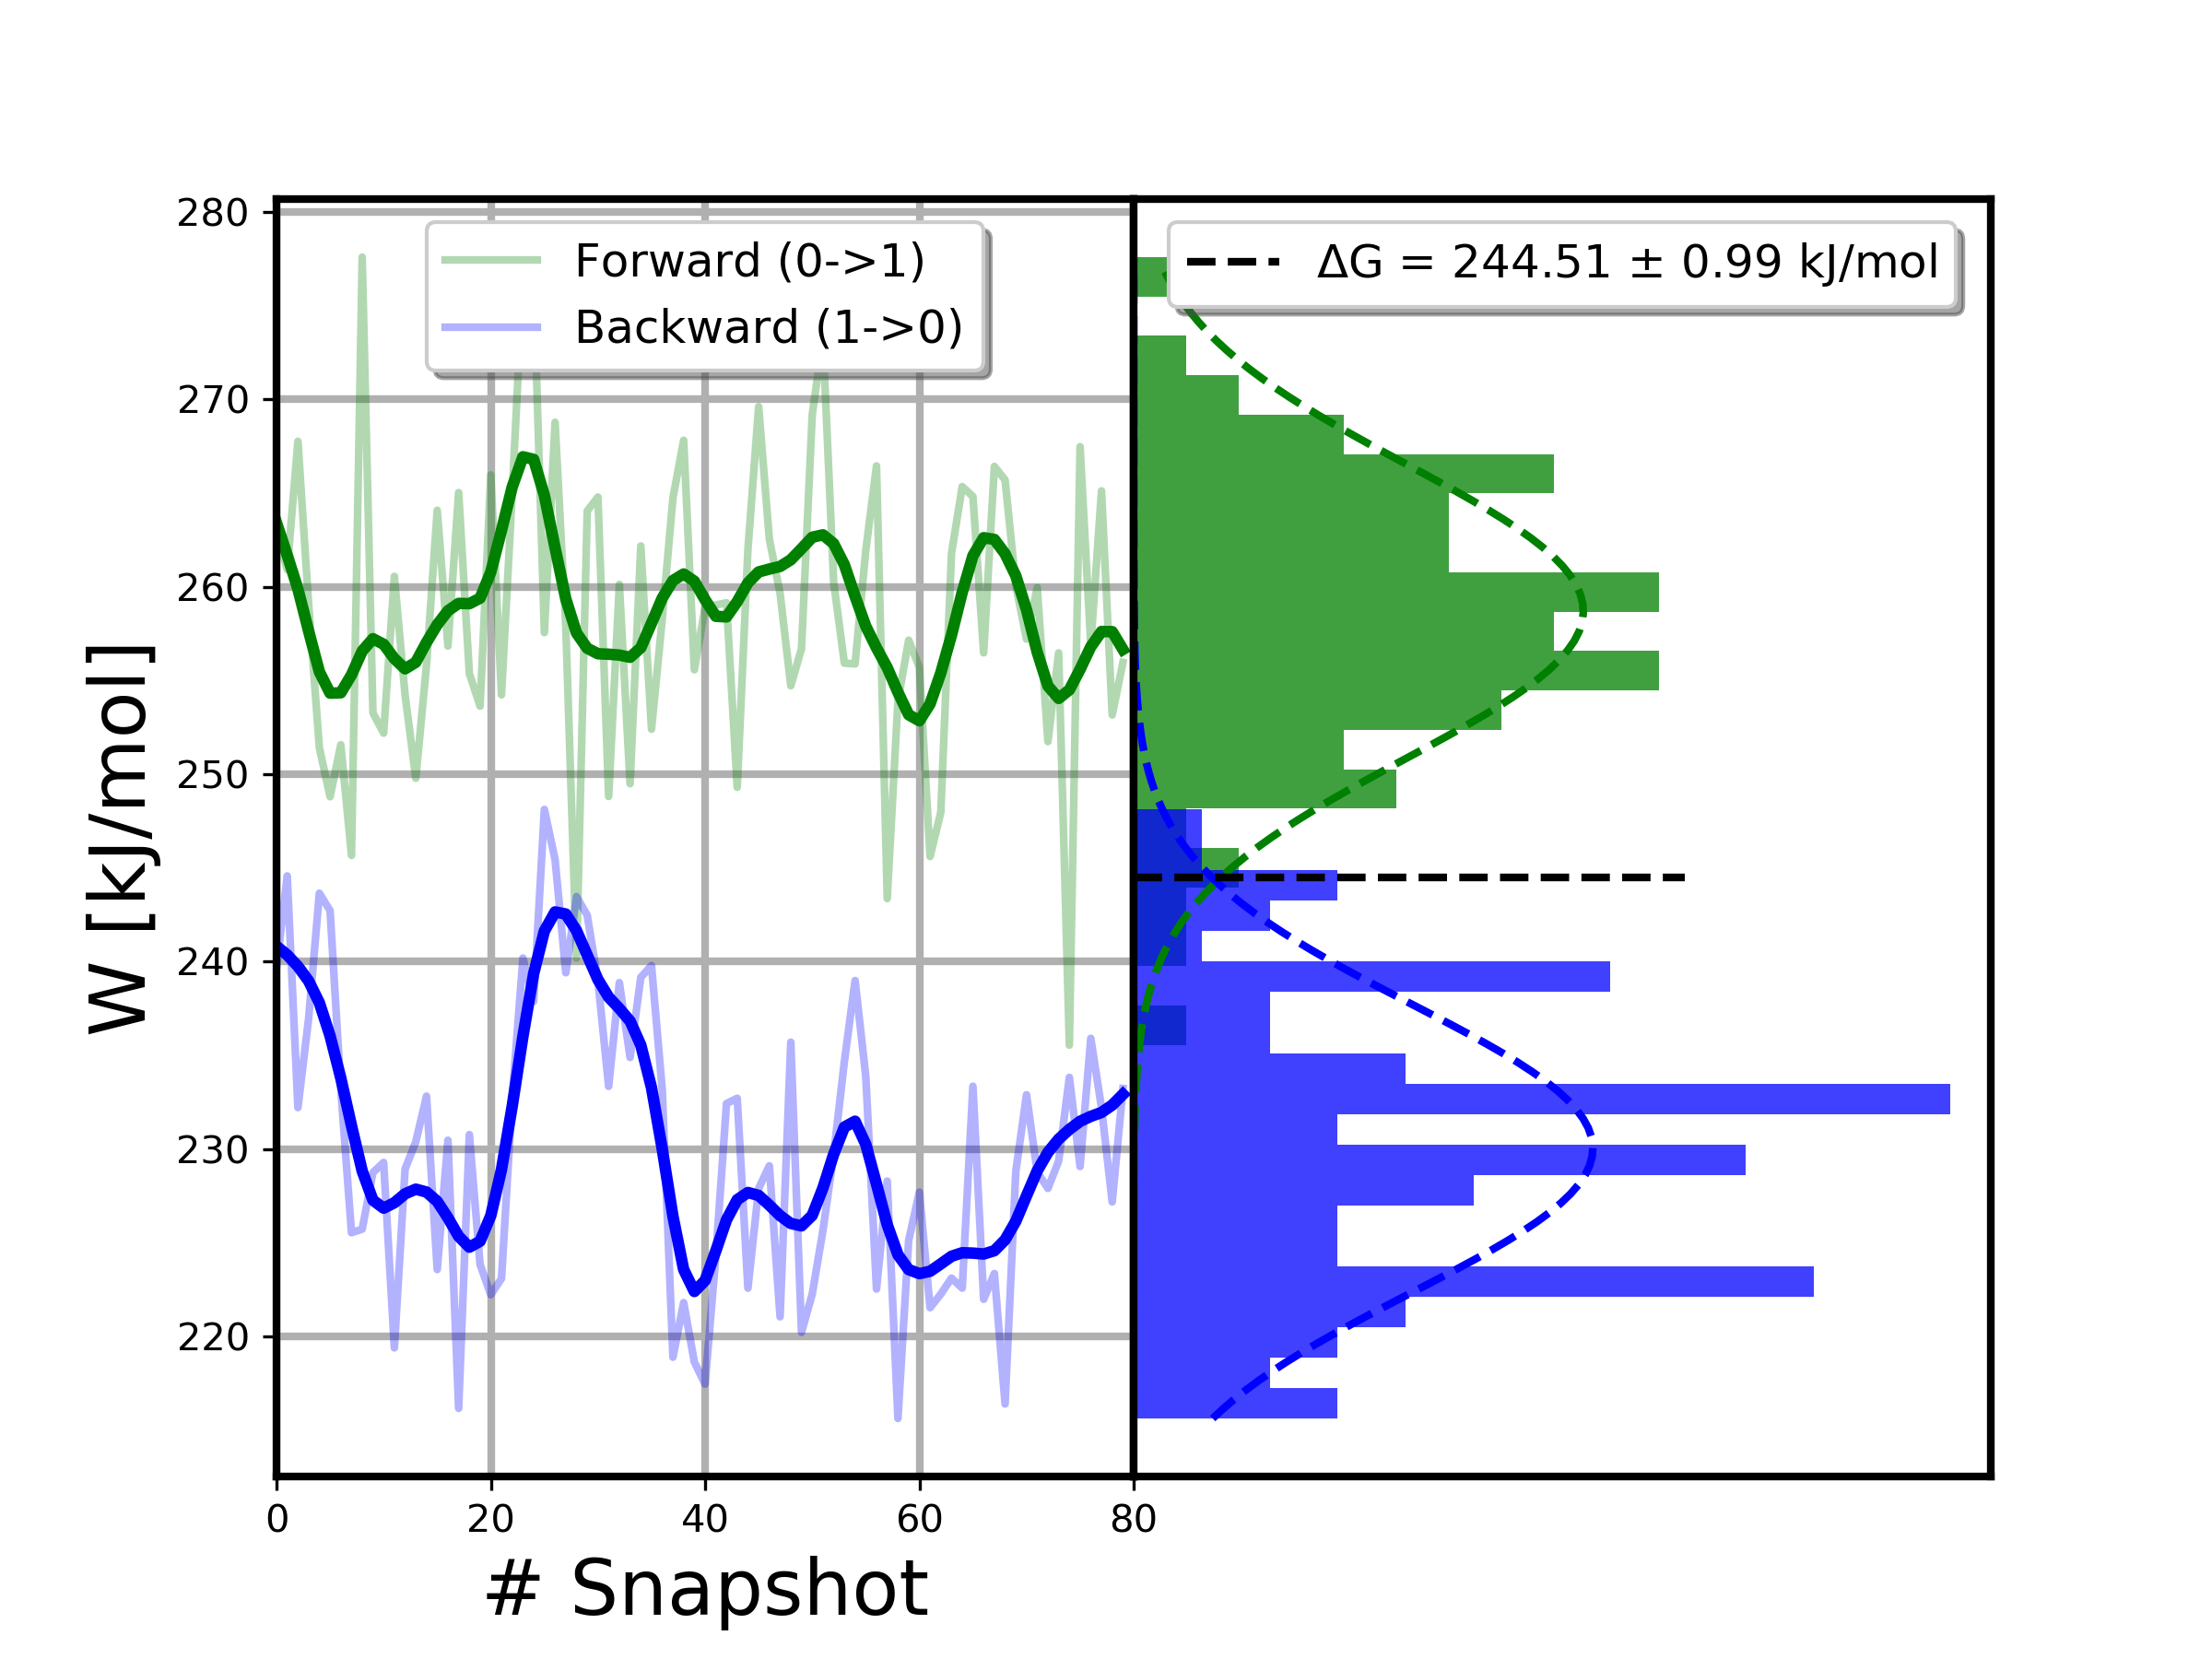 Forward (0->1)
Backward (1->0)
ΔG = 244.51 ± 0.99 kJ/mol
W [kJ/mol]
280
270
260
250
240
230
220
0 20 40 60 80
# Snapshot